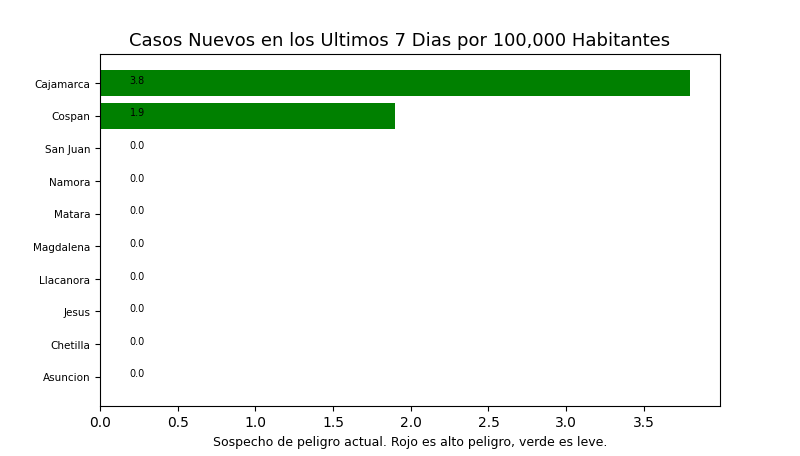 Casos Nuevos en los Ultimos 7 Dias por 100,000 Habitantes
Cajamarca 3.8
Cospan 1.9
San Juan 0.0
Namora 0.0
Matara 0.0
Magdalena 0.0
Llacanora 0.0
Jesus 0.0
Chetilla 0.0
Asuncion 0.0
0.0 0.5 1.0 1.5 2.0 2.5 3.0 3.5
Sospecho de peligro actual. Rojo es alto peligro, verde es leve.